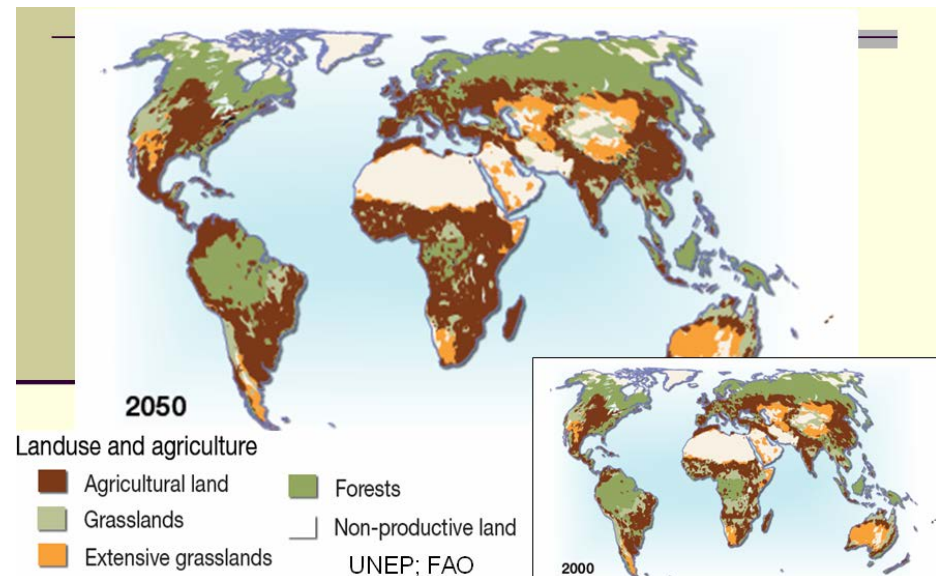 2050
Landuse and agriculture
Agricultural land
Grasslands
Extensive grasslands
Forests
Non-productive land
UNEP; FAO
2000